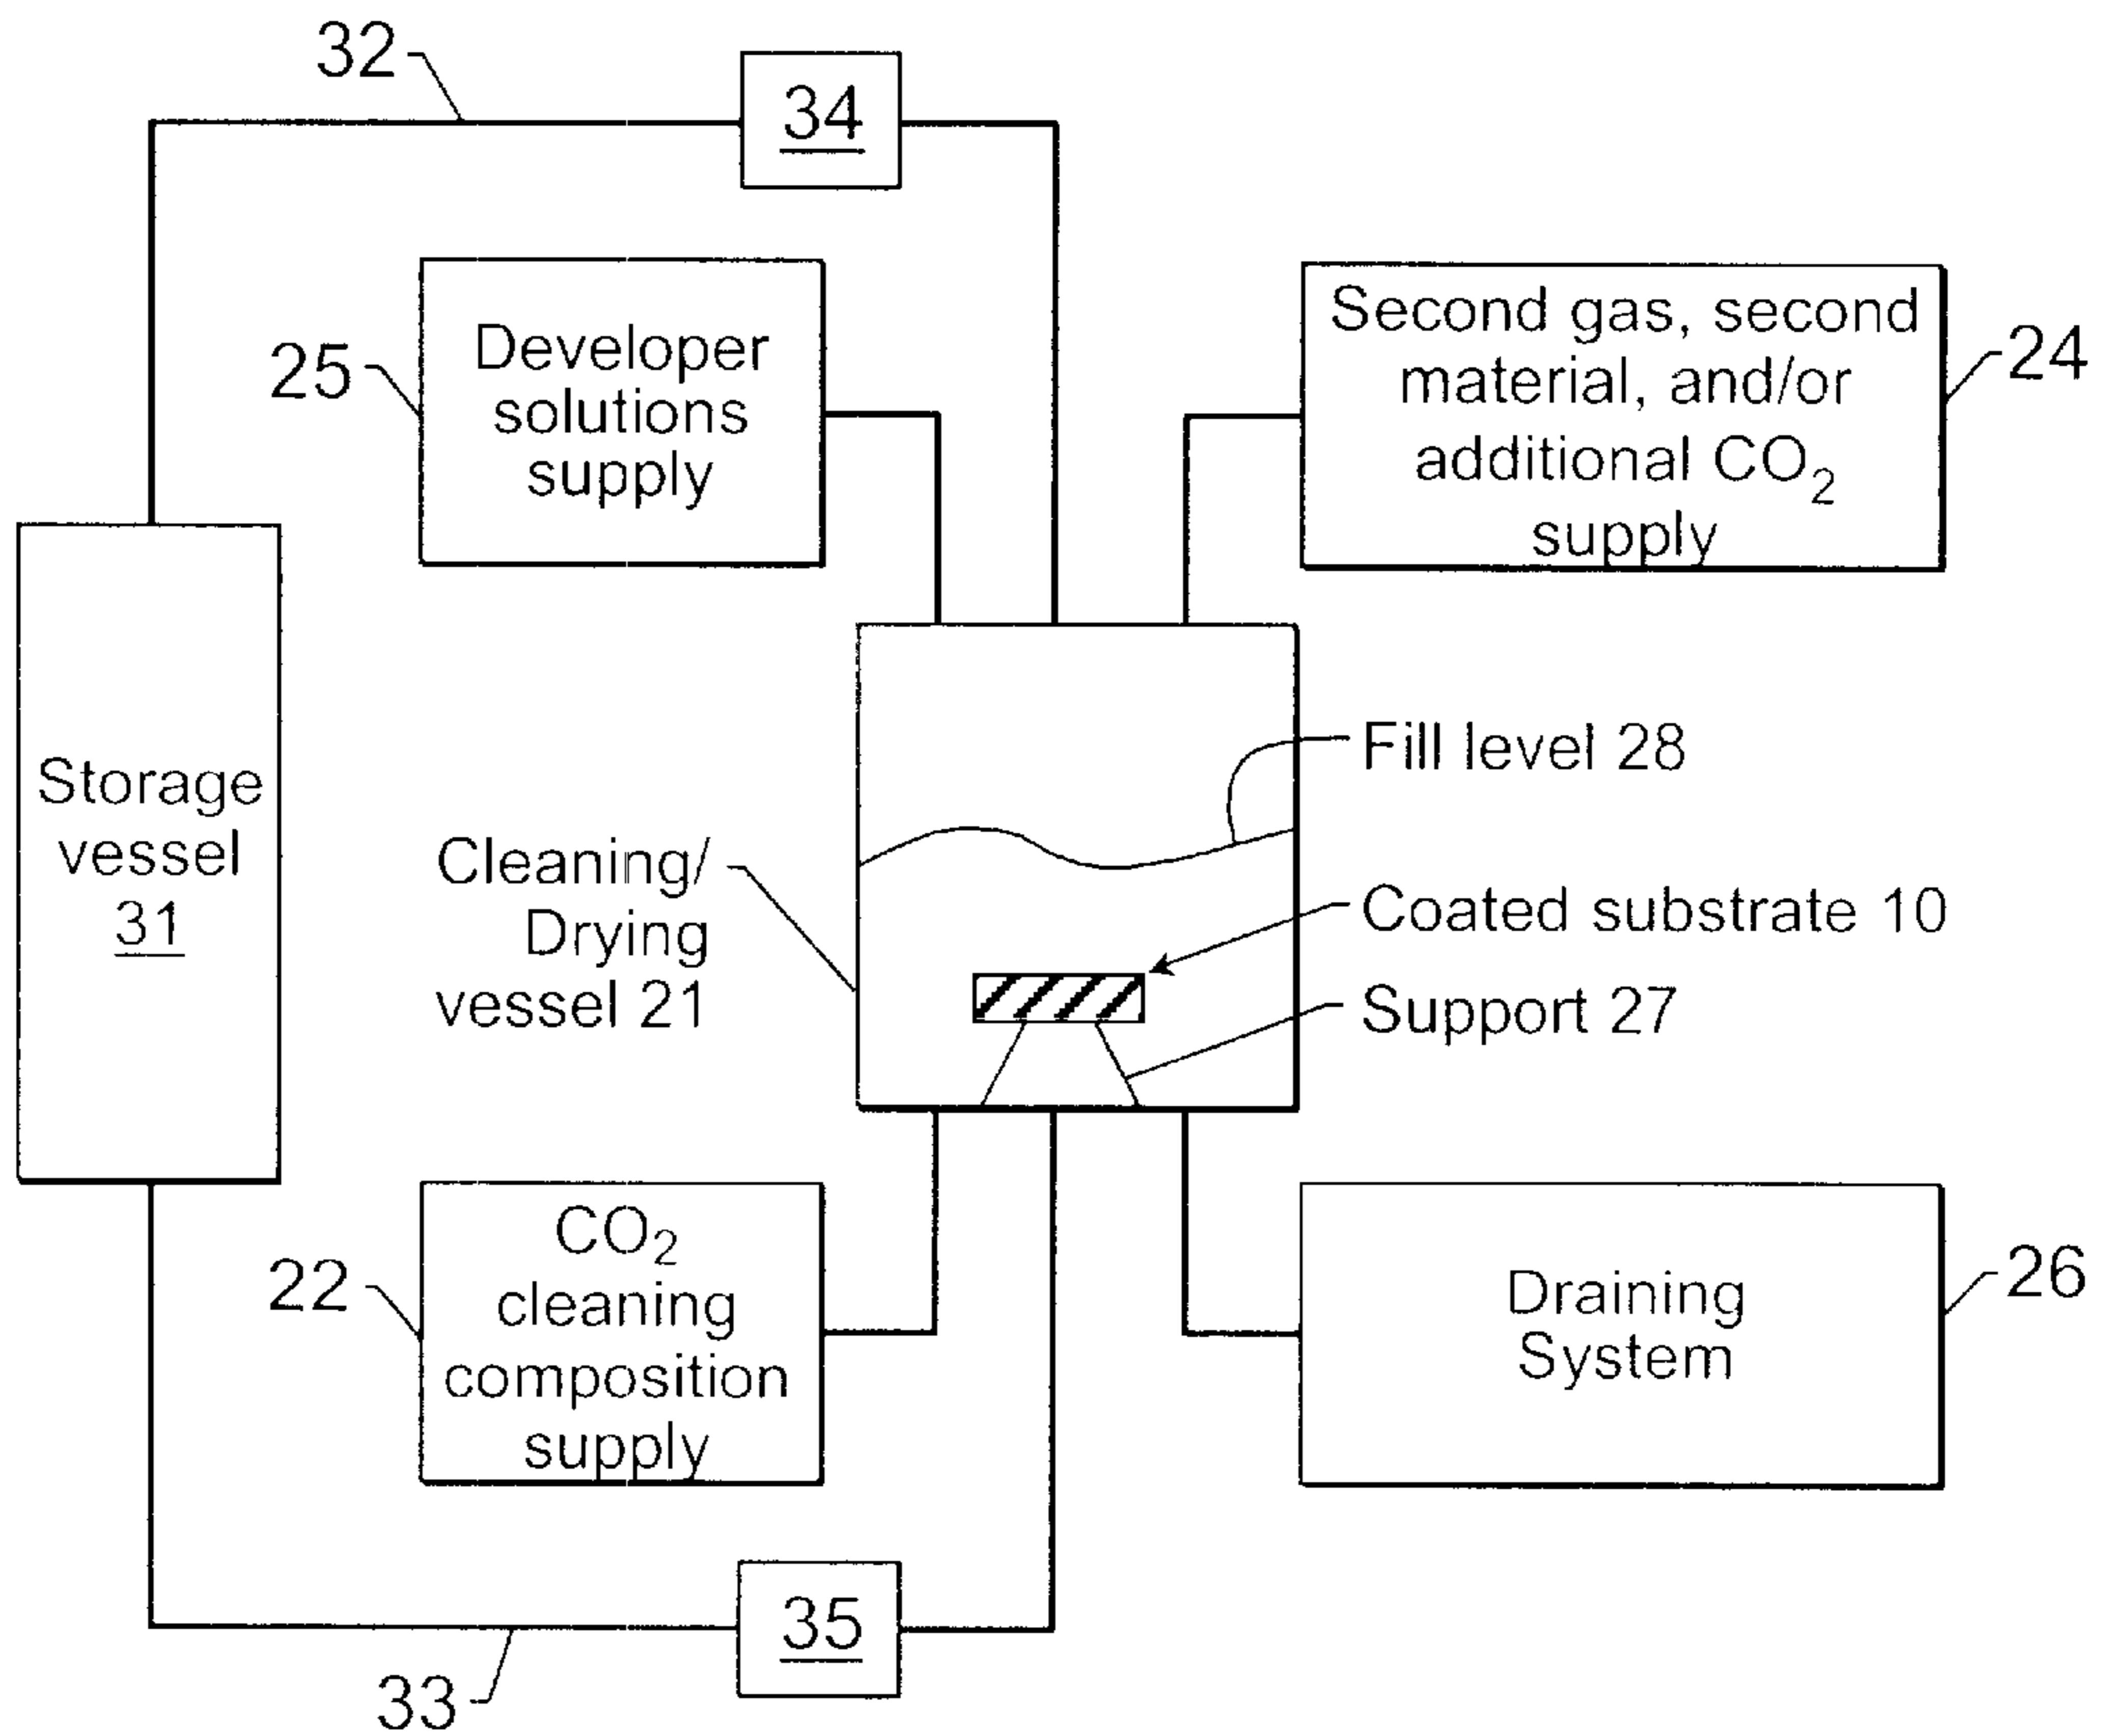 32
34
25
Developer
solutions
supply
Second gas, second
material, and/or
additional CO₂
supply
24
Storage
vessel
31
Fill level 28
Cleaning/
Drying
vessel 21
Coated substrate 10
Support 27
22
CO₂
cleaning
composition
supply
Draining
System
26
35
33